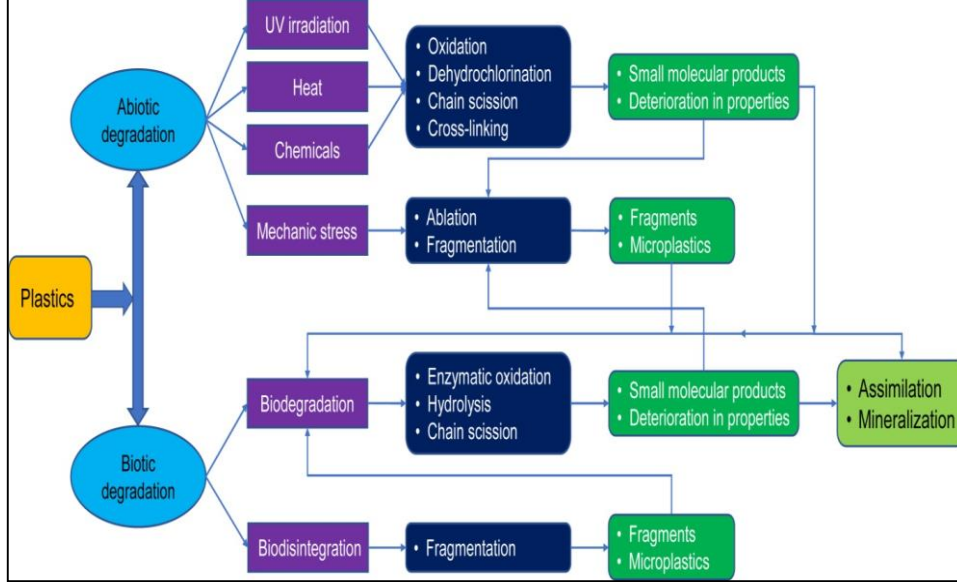 UV irradiation
Heat
Chemicals
Mechanic stress
Abiotic
degradation
• Oxidation
• Dehydrochlorination
• Chain scission
• Cross-linking
• Small molecular products
• Deterioration in properties
• Ablation
• Fragmentation
• Fragments
• Microplastics
Plastics
Biodegradation
• Enzymatic oxidation
• Hydrolysis
• Chain scission
• Small molecular products
• Deterioration in properties
• Assimilation
• Mineralization
Biotic
degradation
Biodisintegration
• Fragmentation
• Fragments
• Microplastics